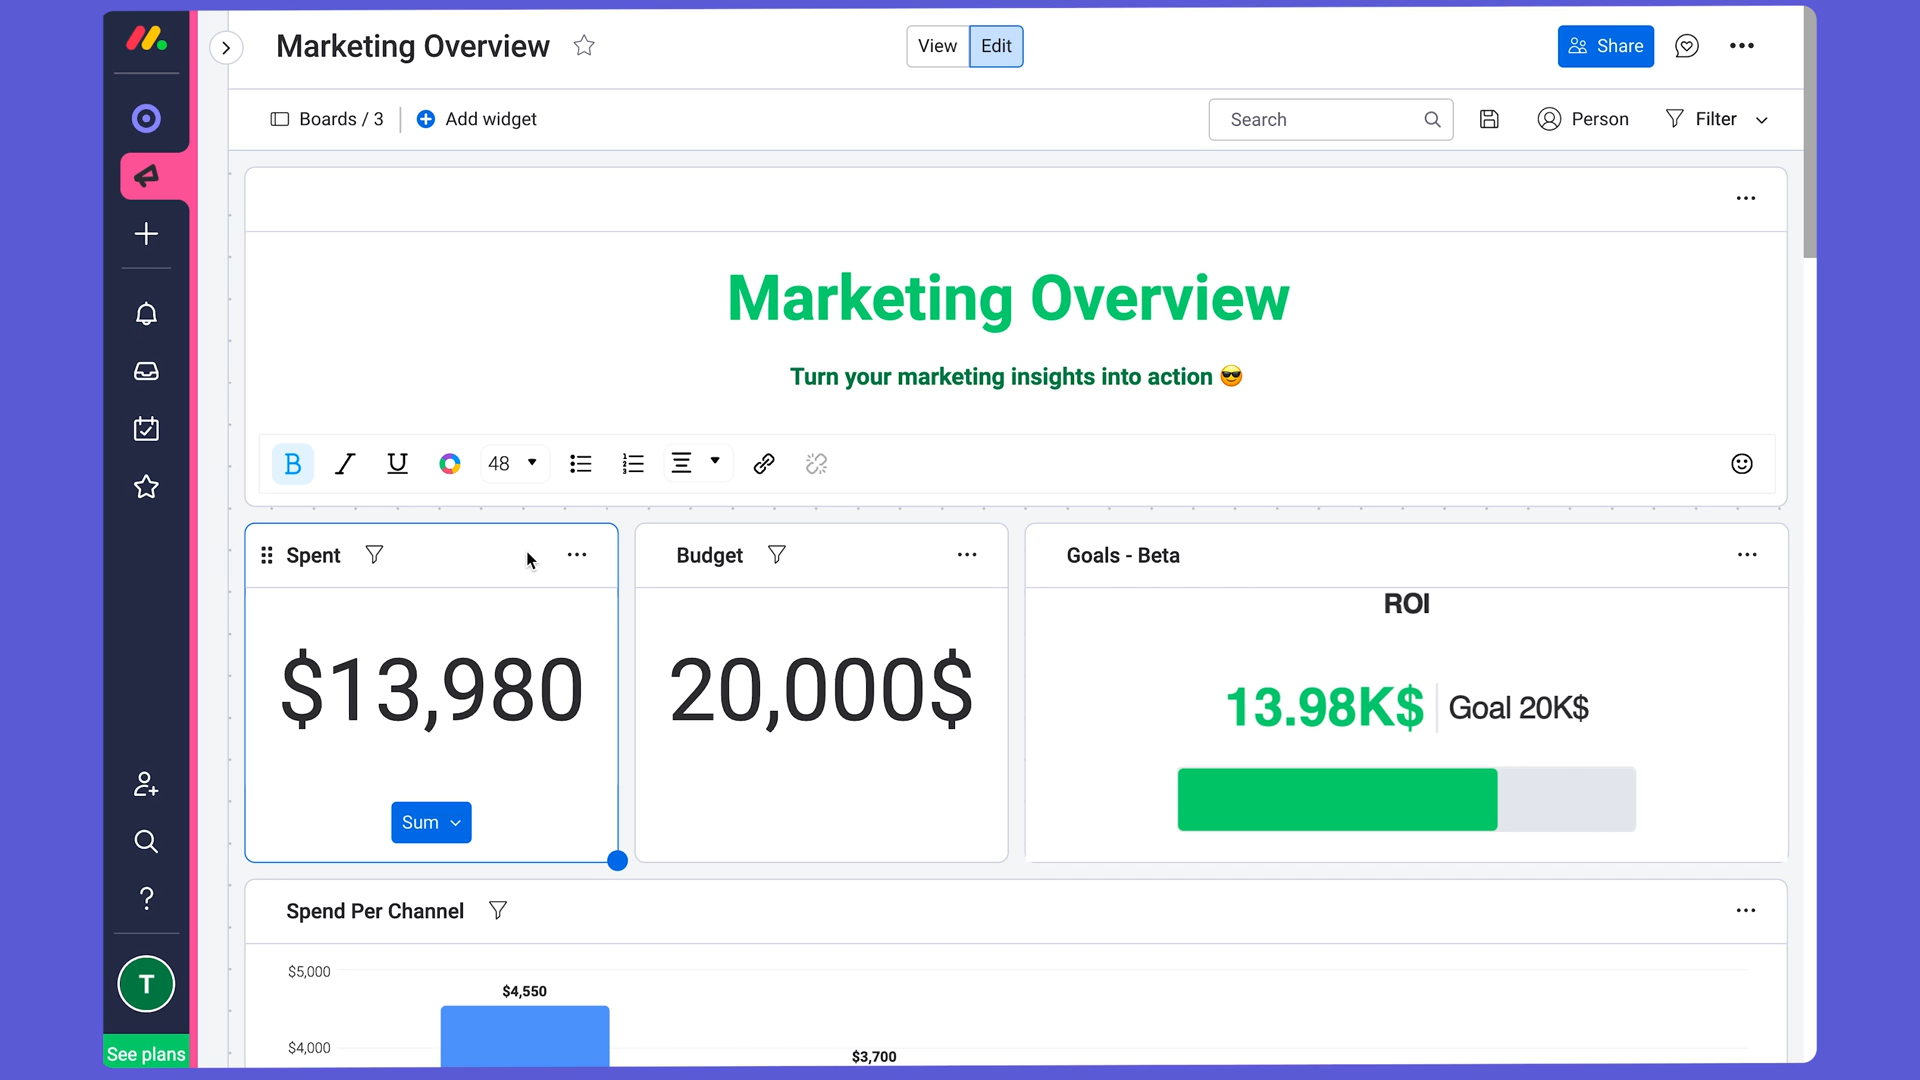 Marketing Overview
View
Edit
Share
Boards / 3
Add widget
Search
Person
Filter
Marketing Overview
Turn your marketing insights into action 😎
B
I
U
48
Spent
Budget
Goals - Beta
$13,980
20,000$
ROI
13.98K$
Goal 20K$
Sum
Spend Per Channel
$5,000
$4,550
$4,000
$3,700
T
See plans